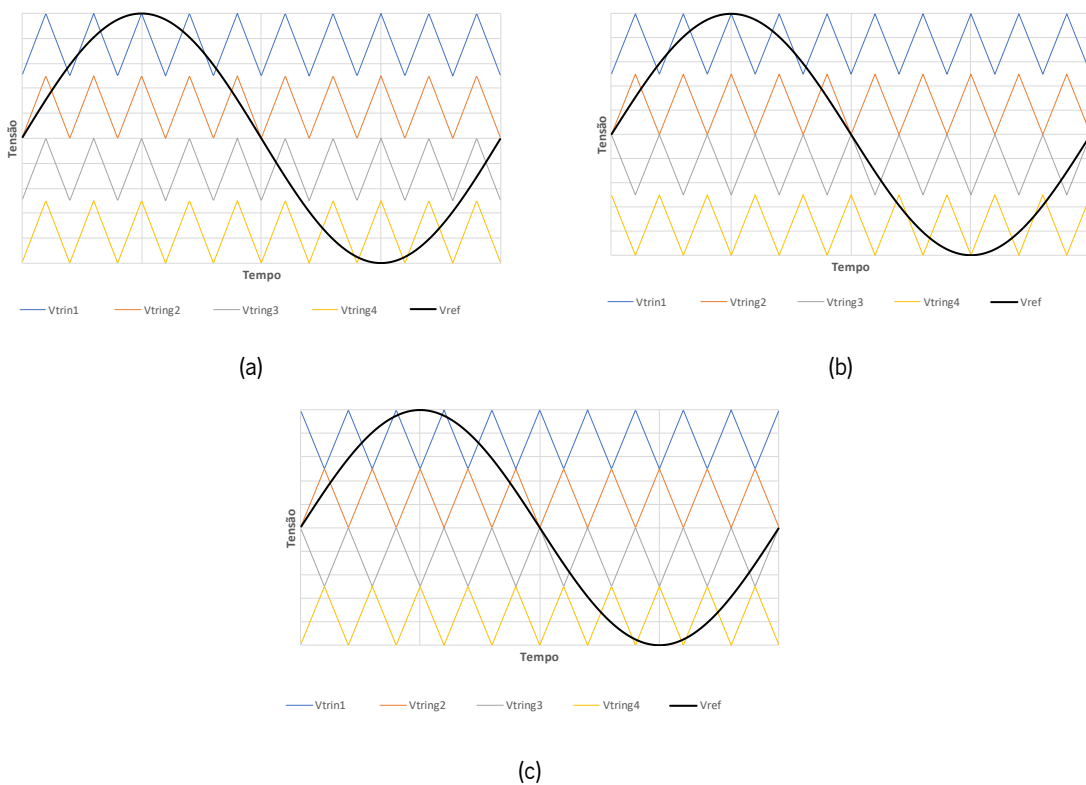 Tensão
Tempo
Vtrin1 Vtring2 Vtring3 Vtring4 Vref
(a)
Tensão
Tempo
Vtrin1 Vtring2 Vtring3 Vtring4 Vref
(b)
Tensão
Tempo
Vtrin1 Vtring2 Vtring3 Vtring4 Vref
(c)